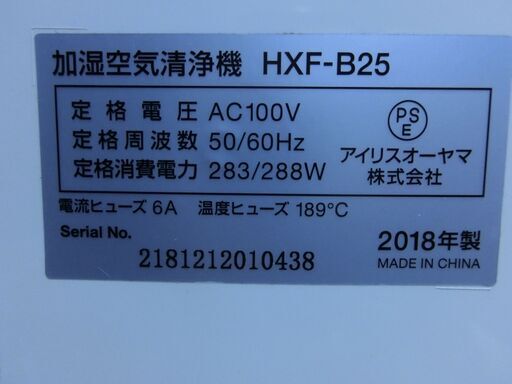 加湿空気清浄機 HXF-B25
定格電圧 AC100V
定格周波数 50/60Hz
定格消費電力 283/288W
PS
E
アイリスオーヤマ
株式会社
電流ヒューズ 6A 温度ヒューズ 189°C
Serial No.
2181212010438
2018年製
MADE IN CHINA